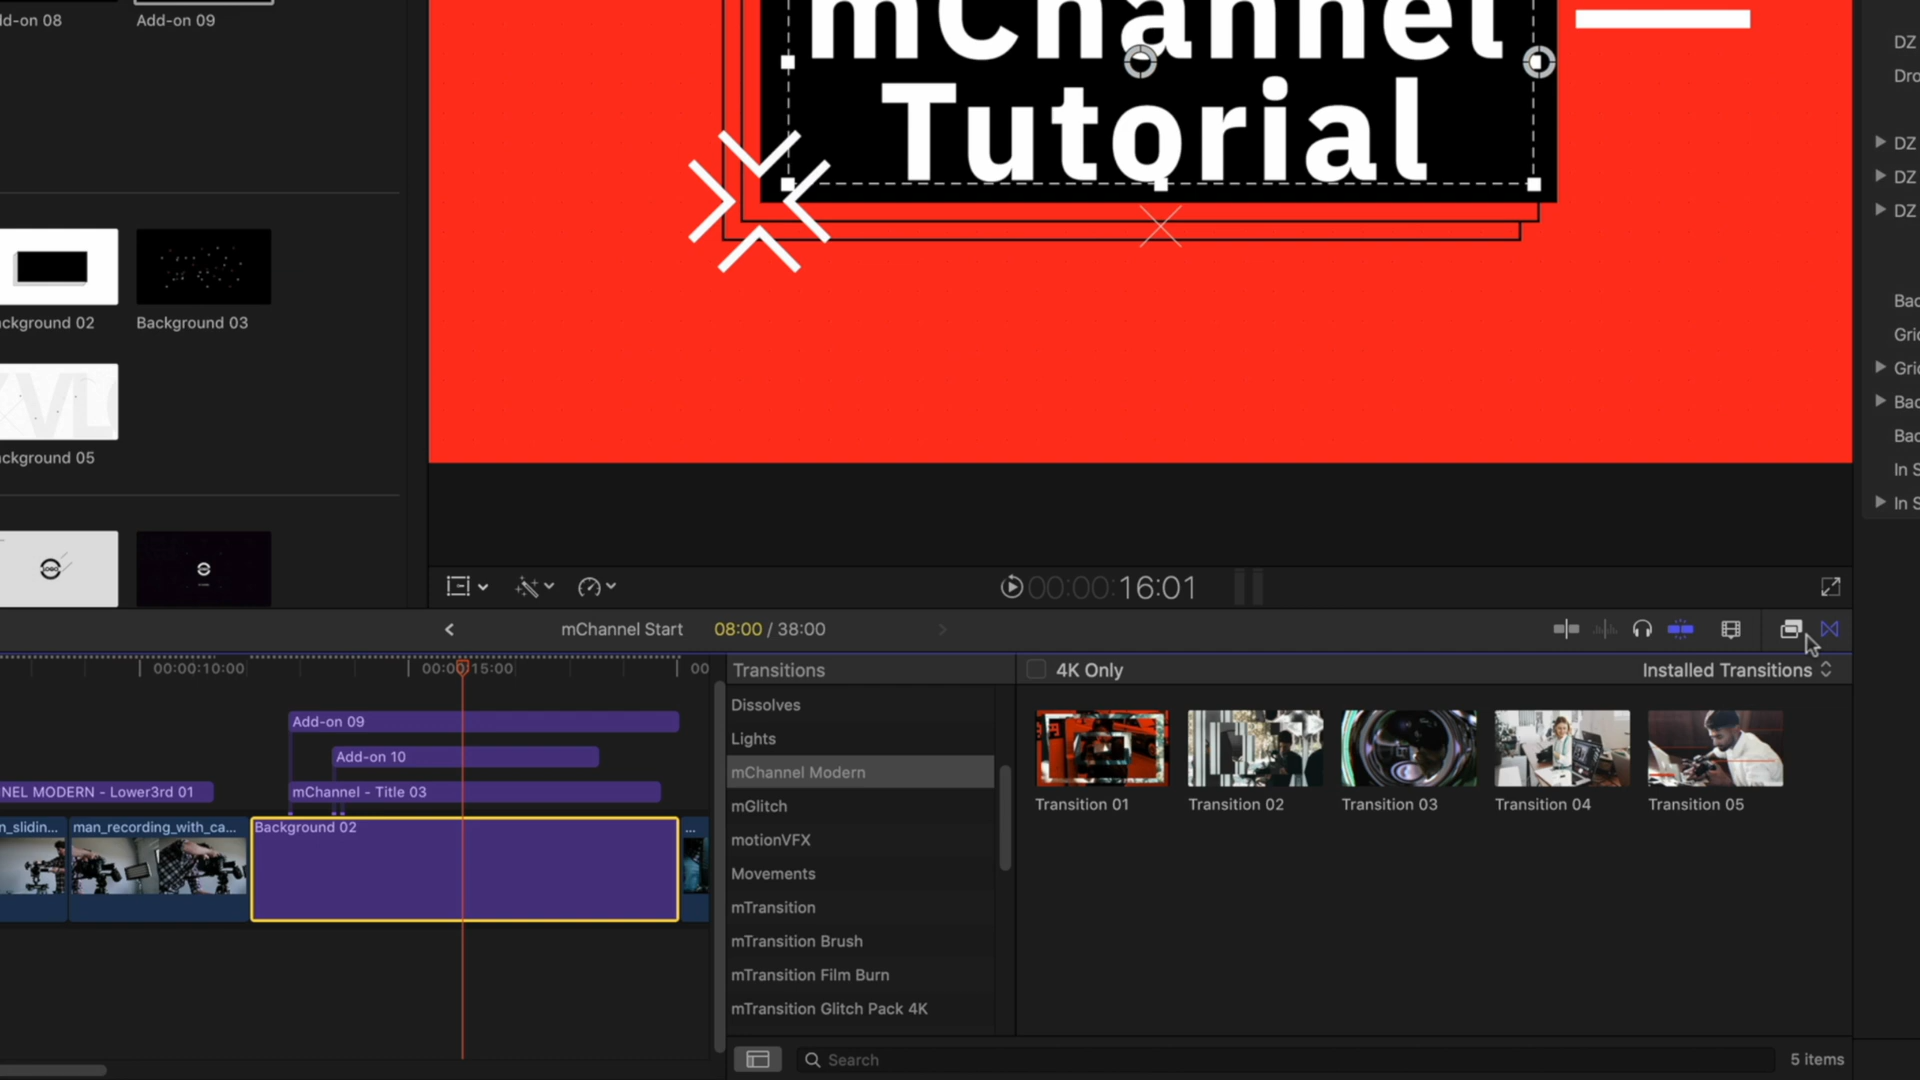 d-on 08
Add-on 09
mChannel
Tutorial
DZ
Dro
DZ
DZ
DZ
ckground 02
Background 03
Bac
Gric
Gric
ckground 05
Bac
Bac
In S
In S
00:00:16:01
mChannel Start
08:00 / 38:00
00:00:10:00
00:00:15:00
00
Transitions
4K Only
Installed Transitions
Dissolves
Lights
mChannel Modern
mGlitch
motionVFX
Movements
mTransition
mTransition Brush
mTransition Film Burn
mTransition Glitch Pack 4K
Transition 01
Transition 02
Transition 03
Transition 04
Transition 05
Add-on 09
Add-on 10
NEL MODERN - Lower3rd 01
mChannel - Title 03
n_slidin...
man_recording_with_ca...
Background 02
...
Search
5 items